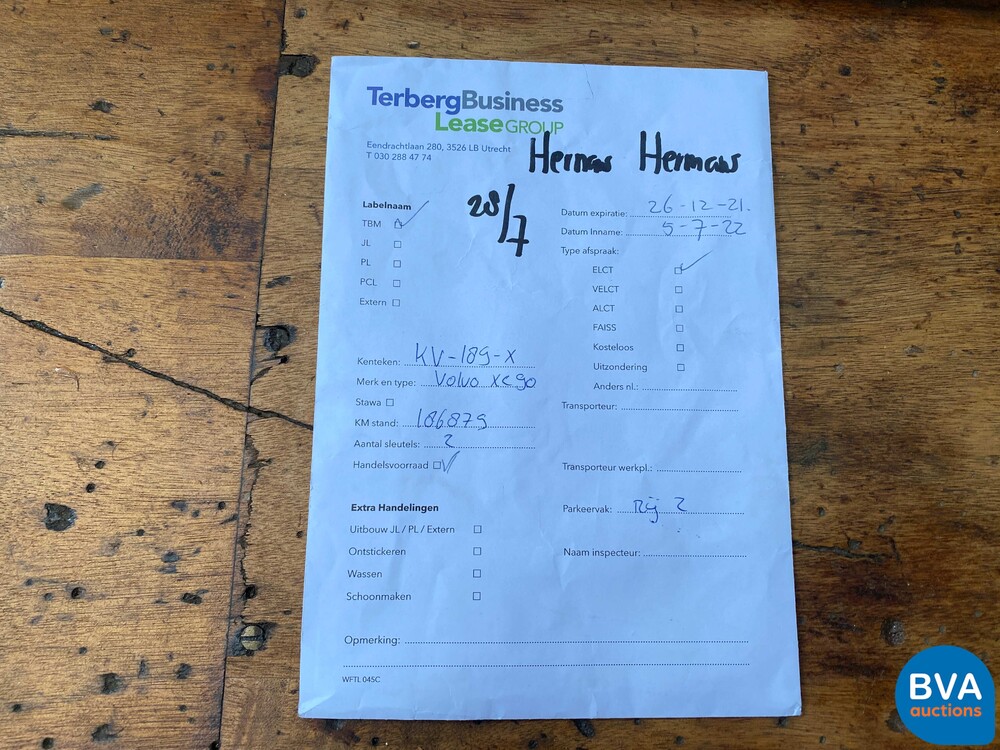 TerbergBusiness
LeaseGROUP
Eendrachtlaan 280, 3526 LB Utrecht
T 030 288 47 74
Hermans
28/7
Labelnaam
TBM
JL
PL
PCL
Extern
Datum expiratie: 26-12-21.
Datum Inname: 5-7-22
Type afspraak:
ELCT
VELCT
ALCT
FAISS
Kosteloos
Uitzondering
Anders nl.:
Kenteken: KV-189-X
Merk en type: Volvo xc90
Stawa
KM stand: 186879
Aantal sleutels: 2
Handelsvoorraad
Transporteur:
Transporteur werkpl.:
Parkeervak: Rij 2
Naam inspecteur:
Extra Handelingen
Uitbouw JL / PL / Extern
Ontstickeren
Wassen
Schoonmaken
Opmerking:
WFTL 04SC
BVA
auctions